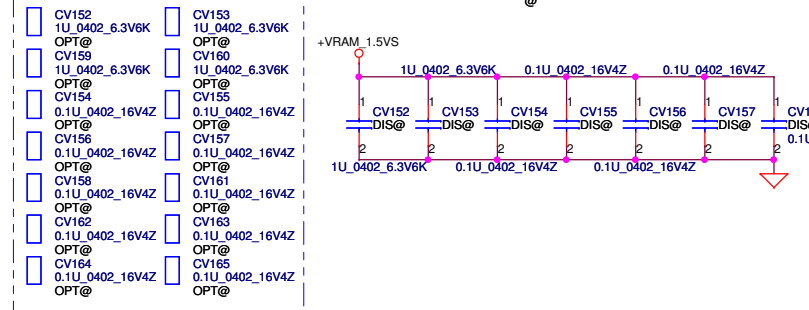 @
CV152 CV153
1U_0402_6.3V6K 1U_0402_6.3V6K
OPT@ OPT@
CV159 CV160
1U_0402_6.3V6K 1U_0402_6.3V6K
OPT@ OPT@
CV154 CV155
0.1U_0402_16V4Z 0.1U_0402_16V4Z
OPT@ OPT@
CV156 CV157
0.1U_0402_16V4Z 0.1U_0402_16V4Z
OPT@ OPT@
CV158 CV161
0.1U_0402_16V4Z 0.1U_0402_16V4Z
OPT@ OPT@
CV162 CV163
0.1U_0402_16V4Z 0.1U_0402_16V4Z
OPT@ OPT@
CV164 CV165
0.1U_0402_16V4Z 0.1U_0402_16V4Z
OPT@ OPT@
+VRAM_1.5VS
1U_0402_6.3V6K 0.1U_0402_16V4Z 0.1U_0402_16V4Z
1 1 1 1 1 1 1
CV152 CV153 CV154 CV155 CV156 CV157
DIS@ DIS@ DIS@ DIS@ DIS@ DIS@
2 2 2 2 2 2 2
1U_0402_6.3V6K 0.1U_0402_16V4Z 0.1U_0402_16V4Z